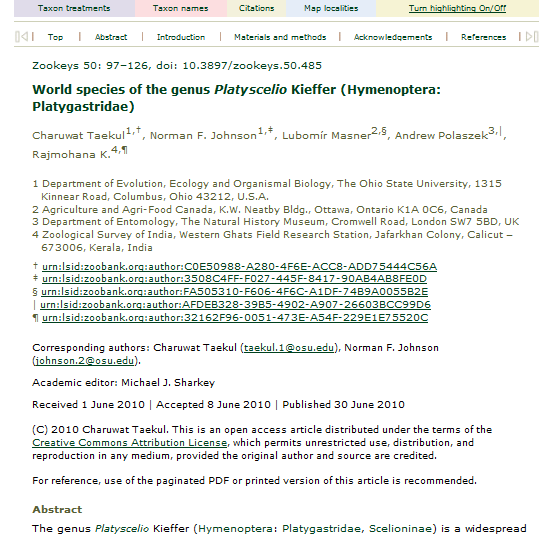 Taxon treatments Taxon names Citations Map localities Turn highlighting On/Off
| Top | Abstract | Introduction | Materials and methods | Acknowledgements | References |
Zookeys 50: 97–126, doi: 10.3897/zookeys.50.485
World species of the genus Platyscelio Kieffer (Hymenoptera:
Platygastridae)
Charuwat Taekul1,†, Norman F. Johnson1,‡, Lubomír Masner2,§, Andrew Polaszek3,|,
Rajmohana K.4,¶
1 Department of Evolution, Ecology and Organismal Biology, The Ohio State University, 1315
Kinnear Road, Columbus, Ohio 43212, U.S.A.
2 Agriculture and Agri-Food Canada, K.W. Neatby Bldg., Ottawa, Ontario K1A 0C6, Canada
3 Department of Entomology, The Natural History Museum, Cromwell Road, London SW7 5BD, UK
4 Zoological Survey of India, Western Ghats Field Research Station, Jafarkhan Colony, Calicut –
673006, Kerala, India
† urn:lsid:zoobank.org:author:C0E50988-A280-4F6E-ACC8-ADD75444C56A
‡ urn:lsid:zoobank.org:author:3508C4FF-F027-445F-8417-90AB4AB8FE0D
§ urn:lsid:zoobank.org:author:FA505310-F606-4F6C-A1DF-74B9A0055B2E
| urn:lsid:zoobank.org:author:AFDEB328-39B5-4902-A907-26603BCC99D6
¶ urn:lsid:zoobank.org:author:32162F96-0051-473E-A54F-229E1E75520C
Corresponding authors: Charuwat Taekul (taekul.1@osu.edu), Norman F. Johnson
(johnson.2@osu.edu).
Academic editor: Michael J. Sharkey
Received 1 June 2010 | Accepted 8 June 2010 | Published 30 June 2010
(C) 2010 Charuwat Taekul. This is an open access article distributed under the terms of the
Creative Commons Attribution License, which permits unrestricted use, distribution, and
reproduction in any medium, provided the original author and source are credited.
For reference, use of the paginated PDF or printed version of this article is recommended.
Abstract
The genus Platyscelio Kieffer (Hymenoptera: Platygastridae, Scelioninae) is a widespread